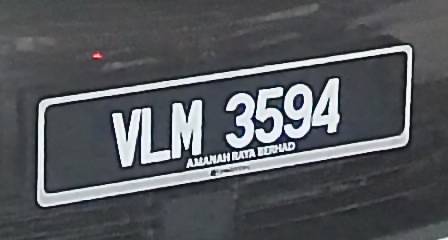 VLM 3594
AMANAH RAYA BERHAD